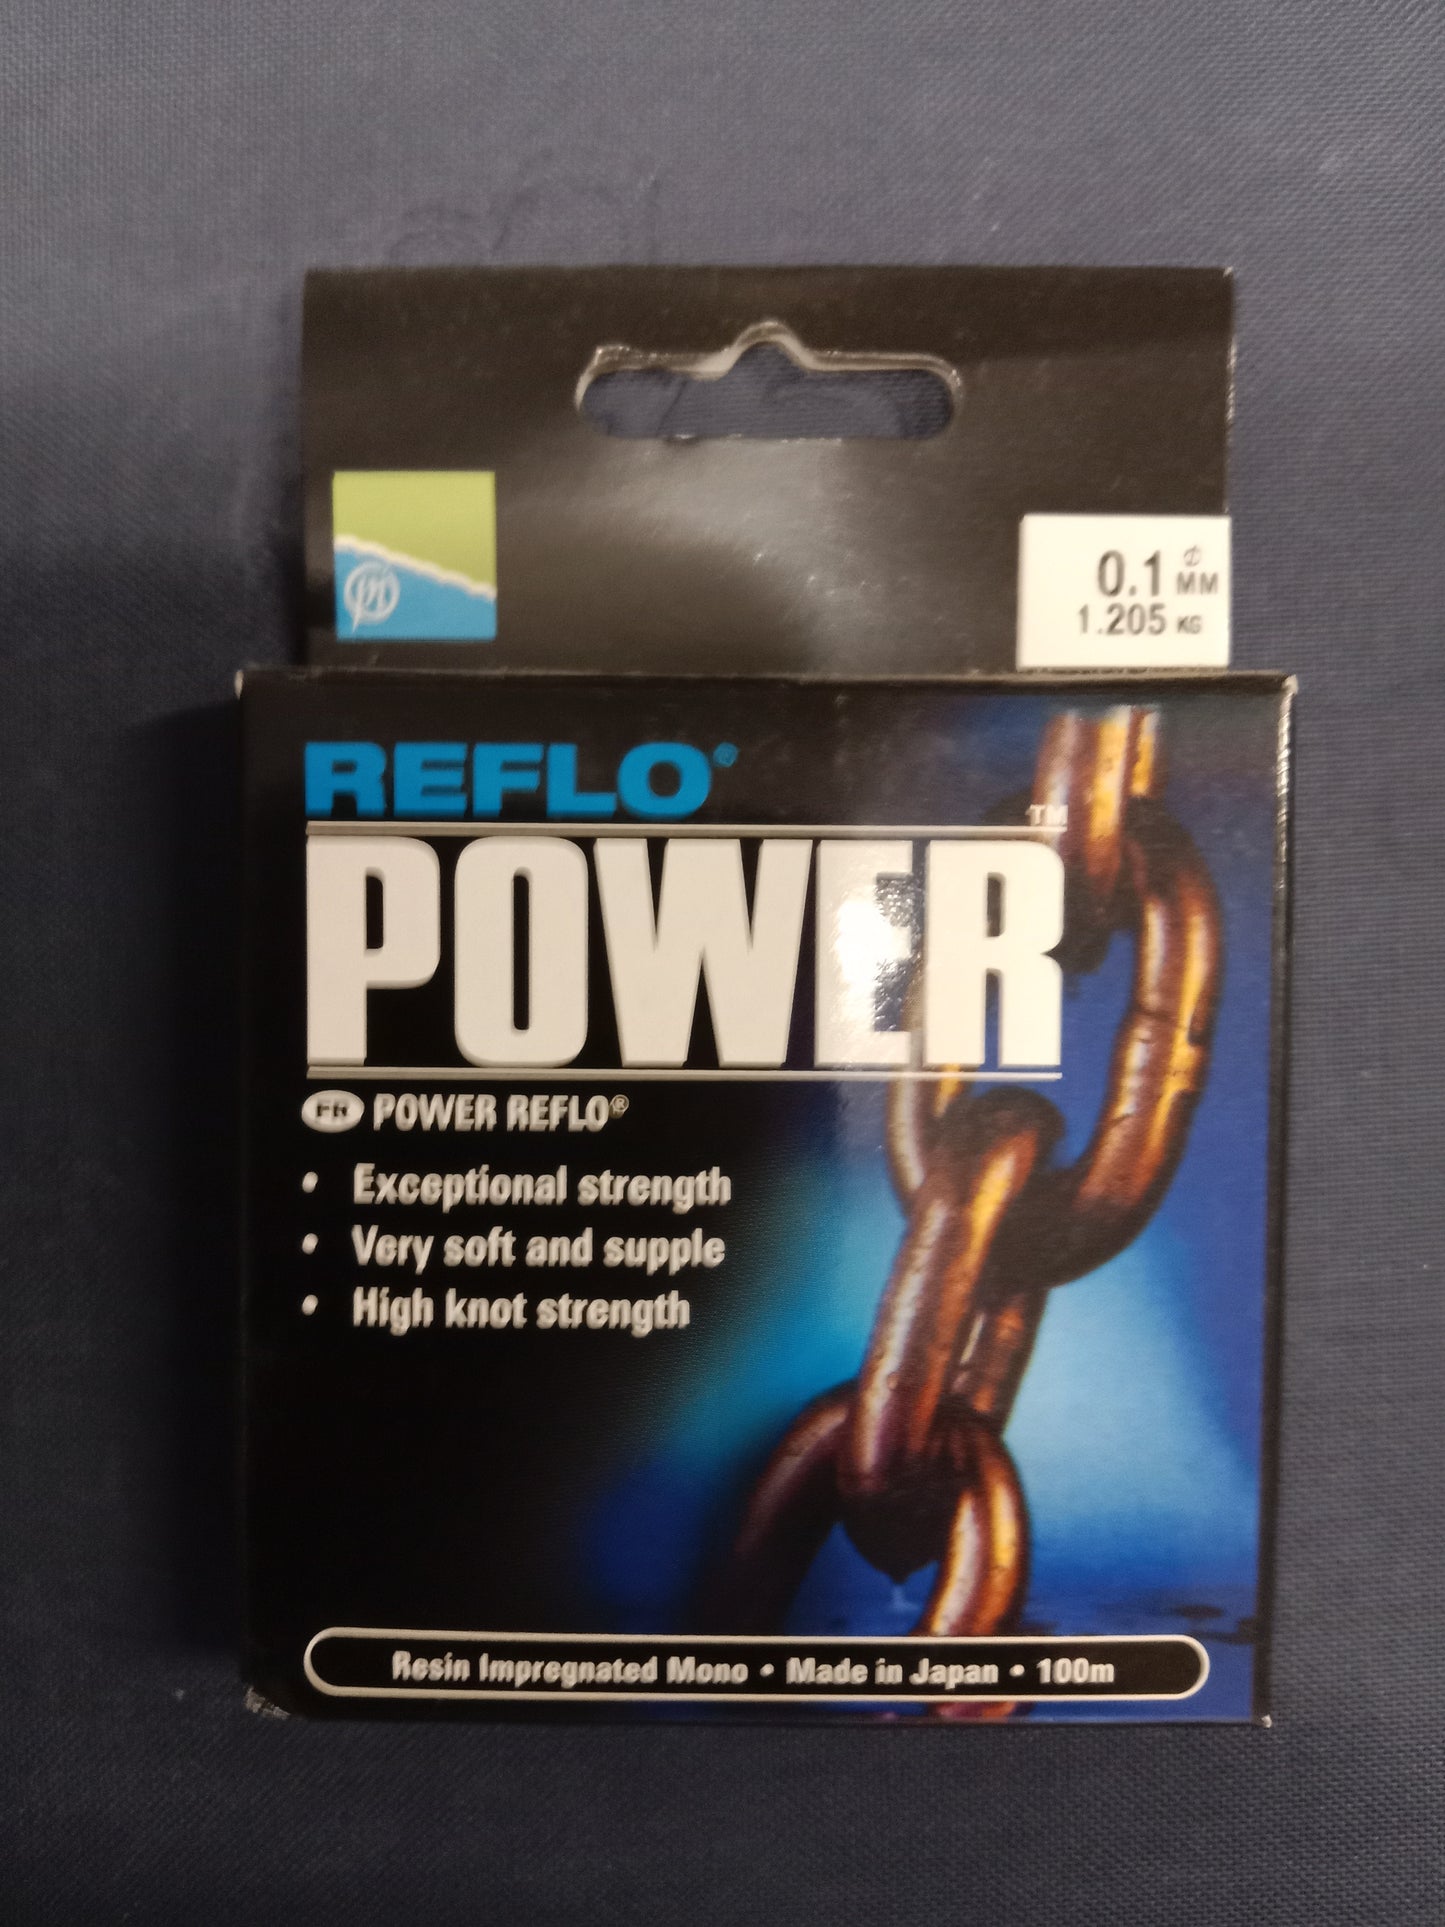 0.1 ø MM
1.205 KG
REFLO®
POWER™
FR POWER REFLO®
• Exceptional strength
• Very soft and supple
• High knot strength
Resin Impregnated Mono • Made in Japan • 100m